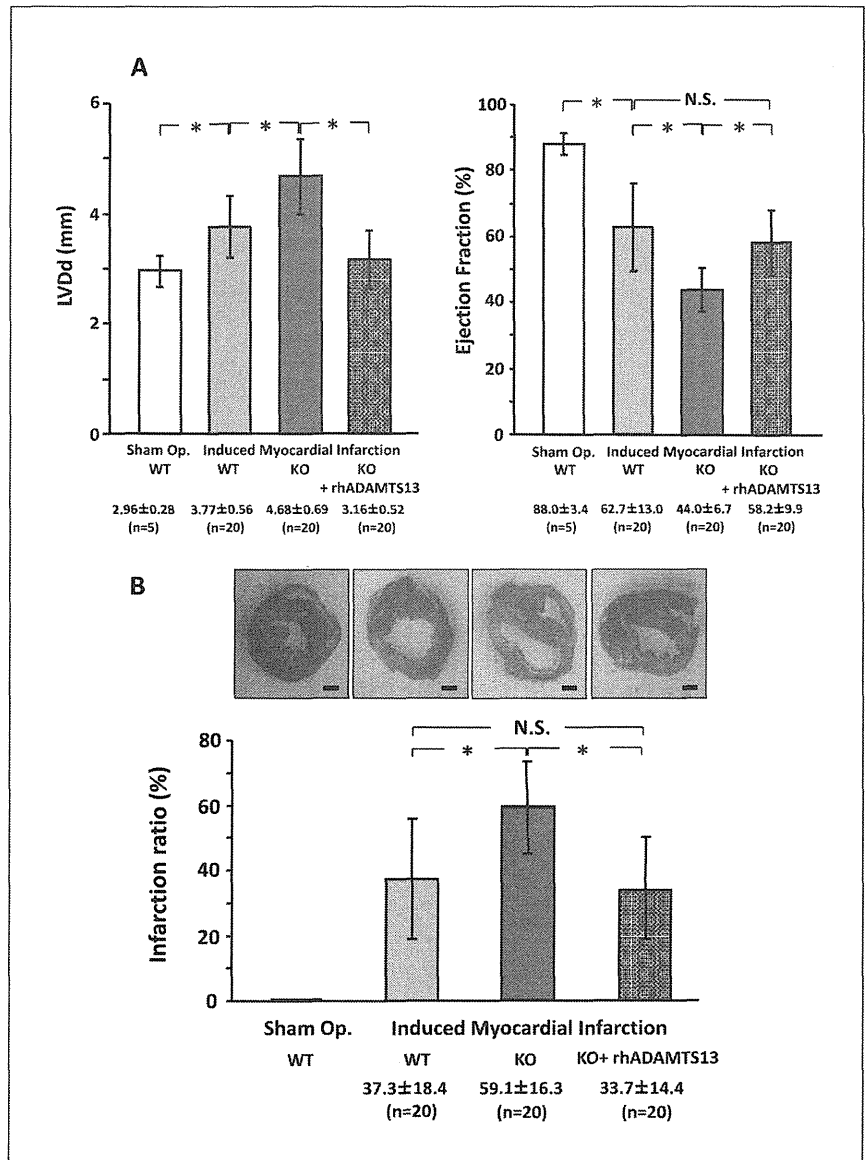 A
LVDd (mm)
6
4
2
0
* * *
Sham Op. Induced Myocardial Infarction
WT WT KO KO
+ rhADAMTS13
2.96±0.28 3.77±0.56 4.68±0.69 3.16±0.52
(n=5) (n=20) (n=20) (n=20)
Ejection Fraction (%)
100
80
60
40
20
0
* N.S.
* *
Sham Op. Induced Myocardial Infarction
WT WT KO KO
+ rhADAMTS13
88.0±3.4 62.7±13.0 44.0±6.7 58.2±9.9
(n=5) (n=20) (n=20) (n=20)
B
Infarction ratio (%)
80
60
40
20
0
N.S.
* *
Sham Op. Induced Myocardial Infarction
WT WT KO KO+ rhADAMTS13
37.3±18.4 59.1±16.3 33.7±14.4
(n=20) (n=20) (n=20)